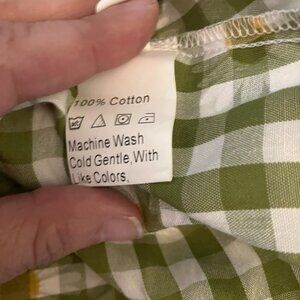 100% Cotton
Machine Wash
Cold Gentle, With
Like Colors,